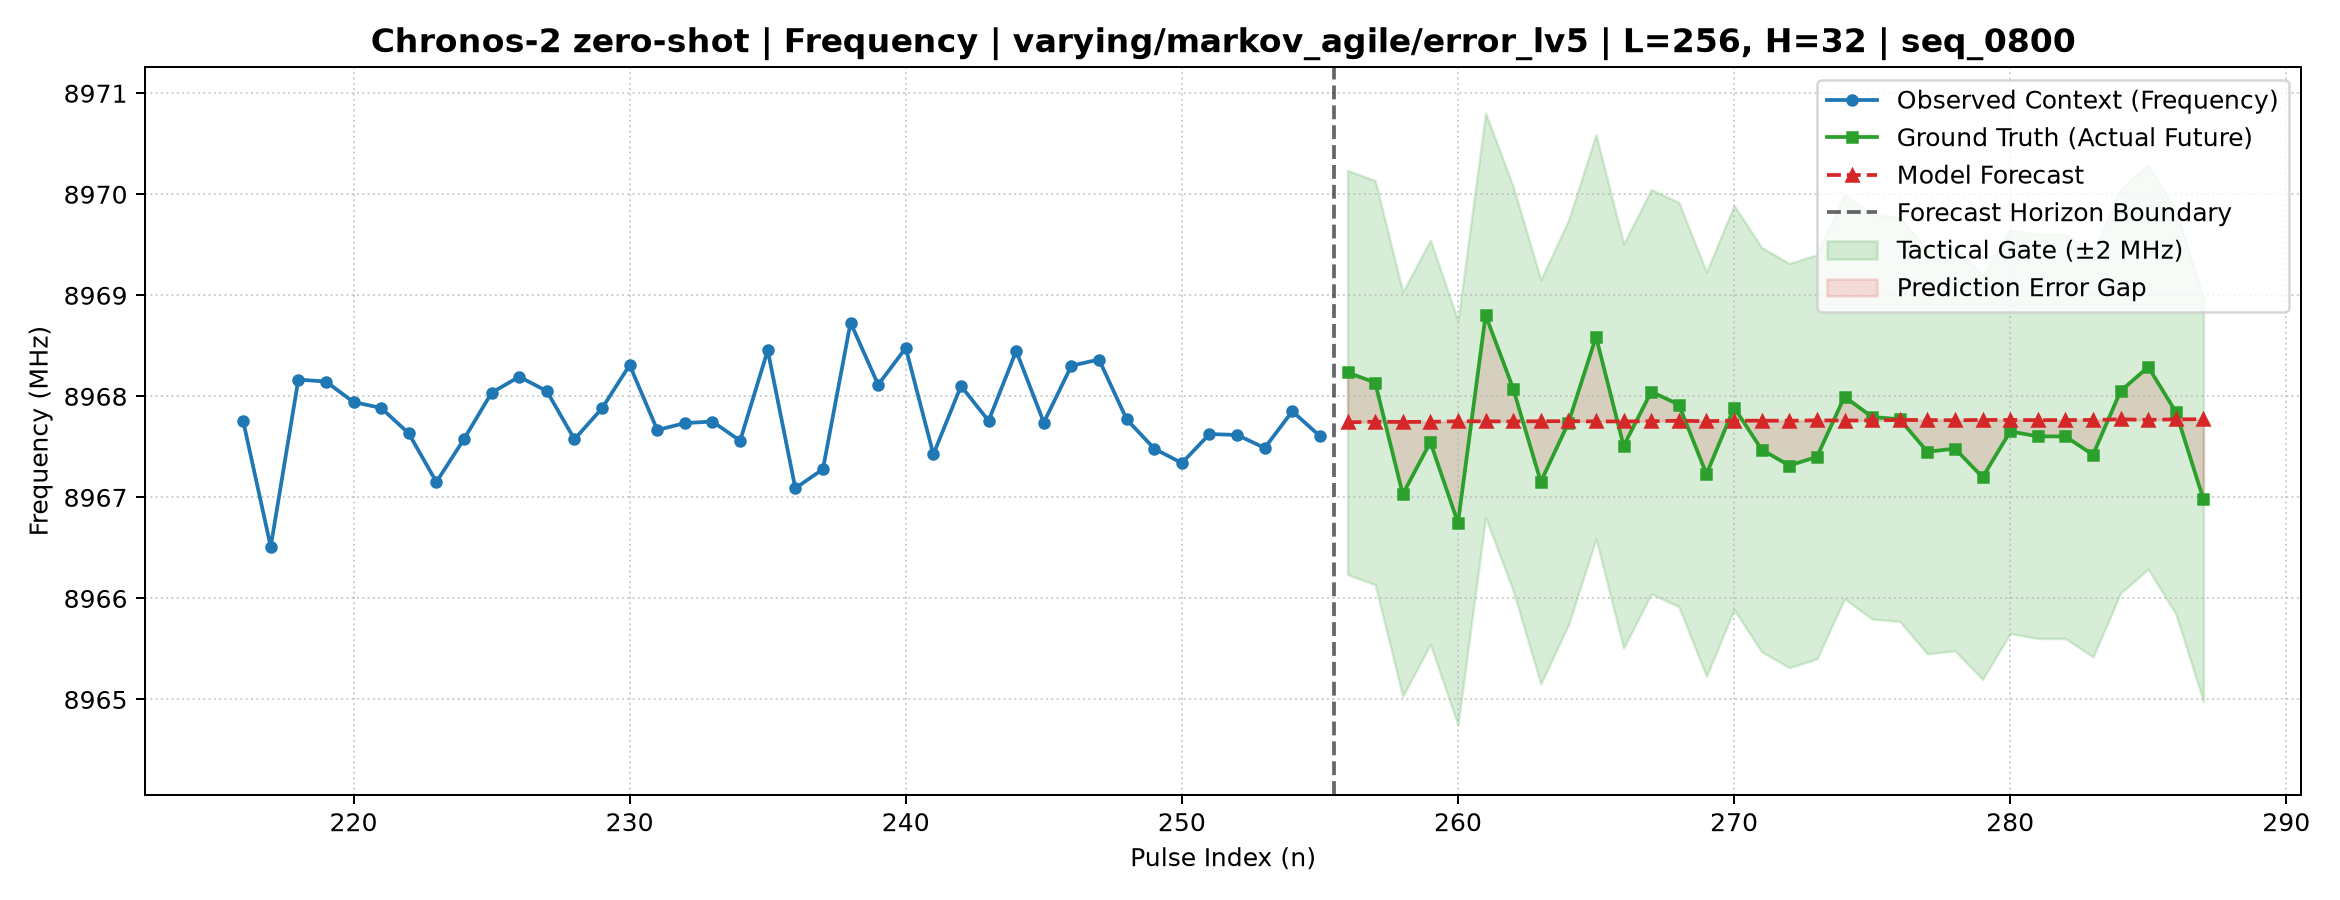 Chronos-2 zero-shot | Frequency | varying/markov_agile/error_lv5 | L=256, H=32 | seq_0800
8971
8970
8969
8968
8967
8966
8965
Frequency (MHz)
Observed Context (Frequency)
Ground Truth (Actual Future)
Model Forecast
Forecast Horizon Boundary
Tactical Gate (±2 MHz)
Prediction Error Gap
220
230
240
250
260
270
280
290
Pulse Index (n)